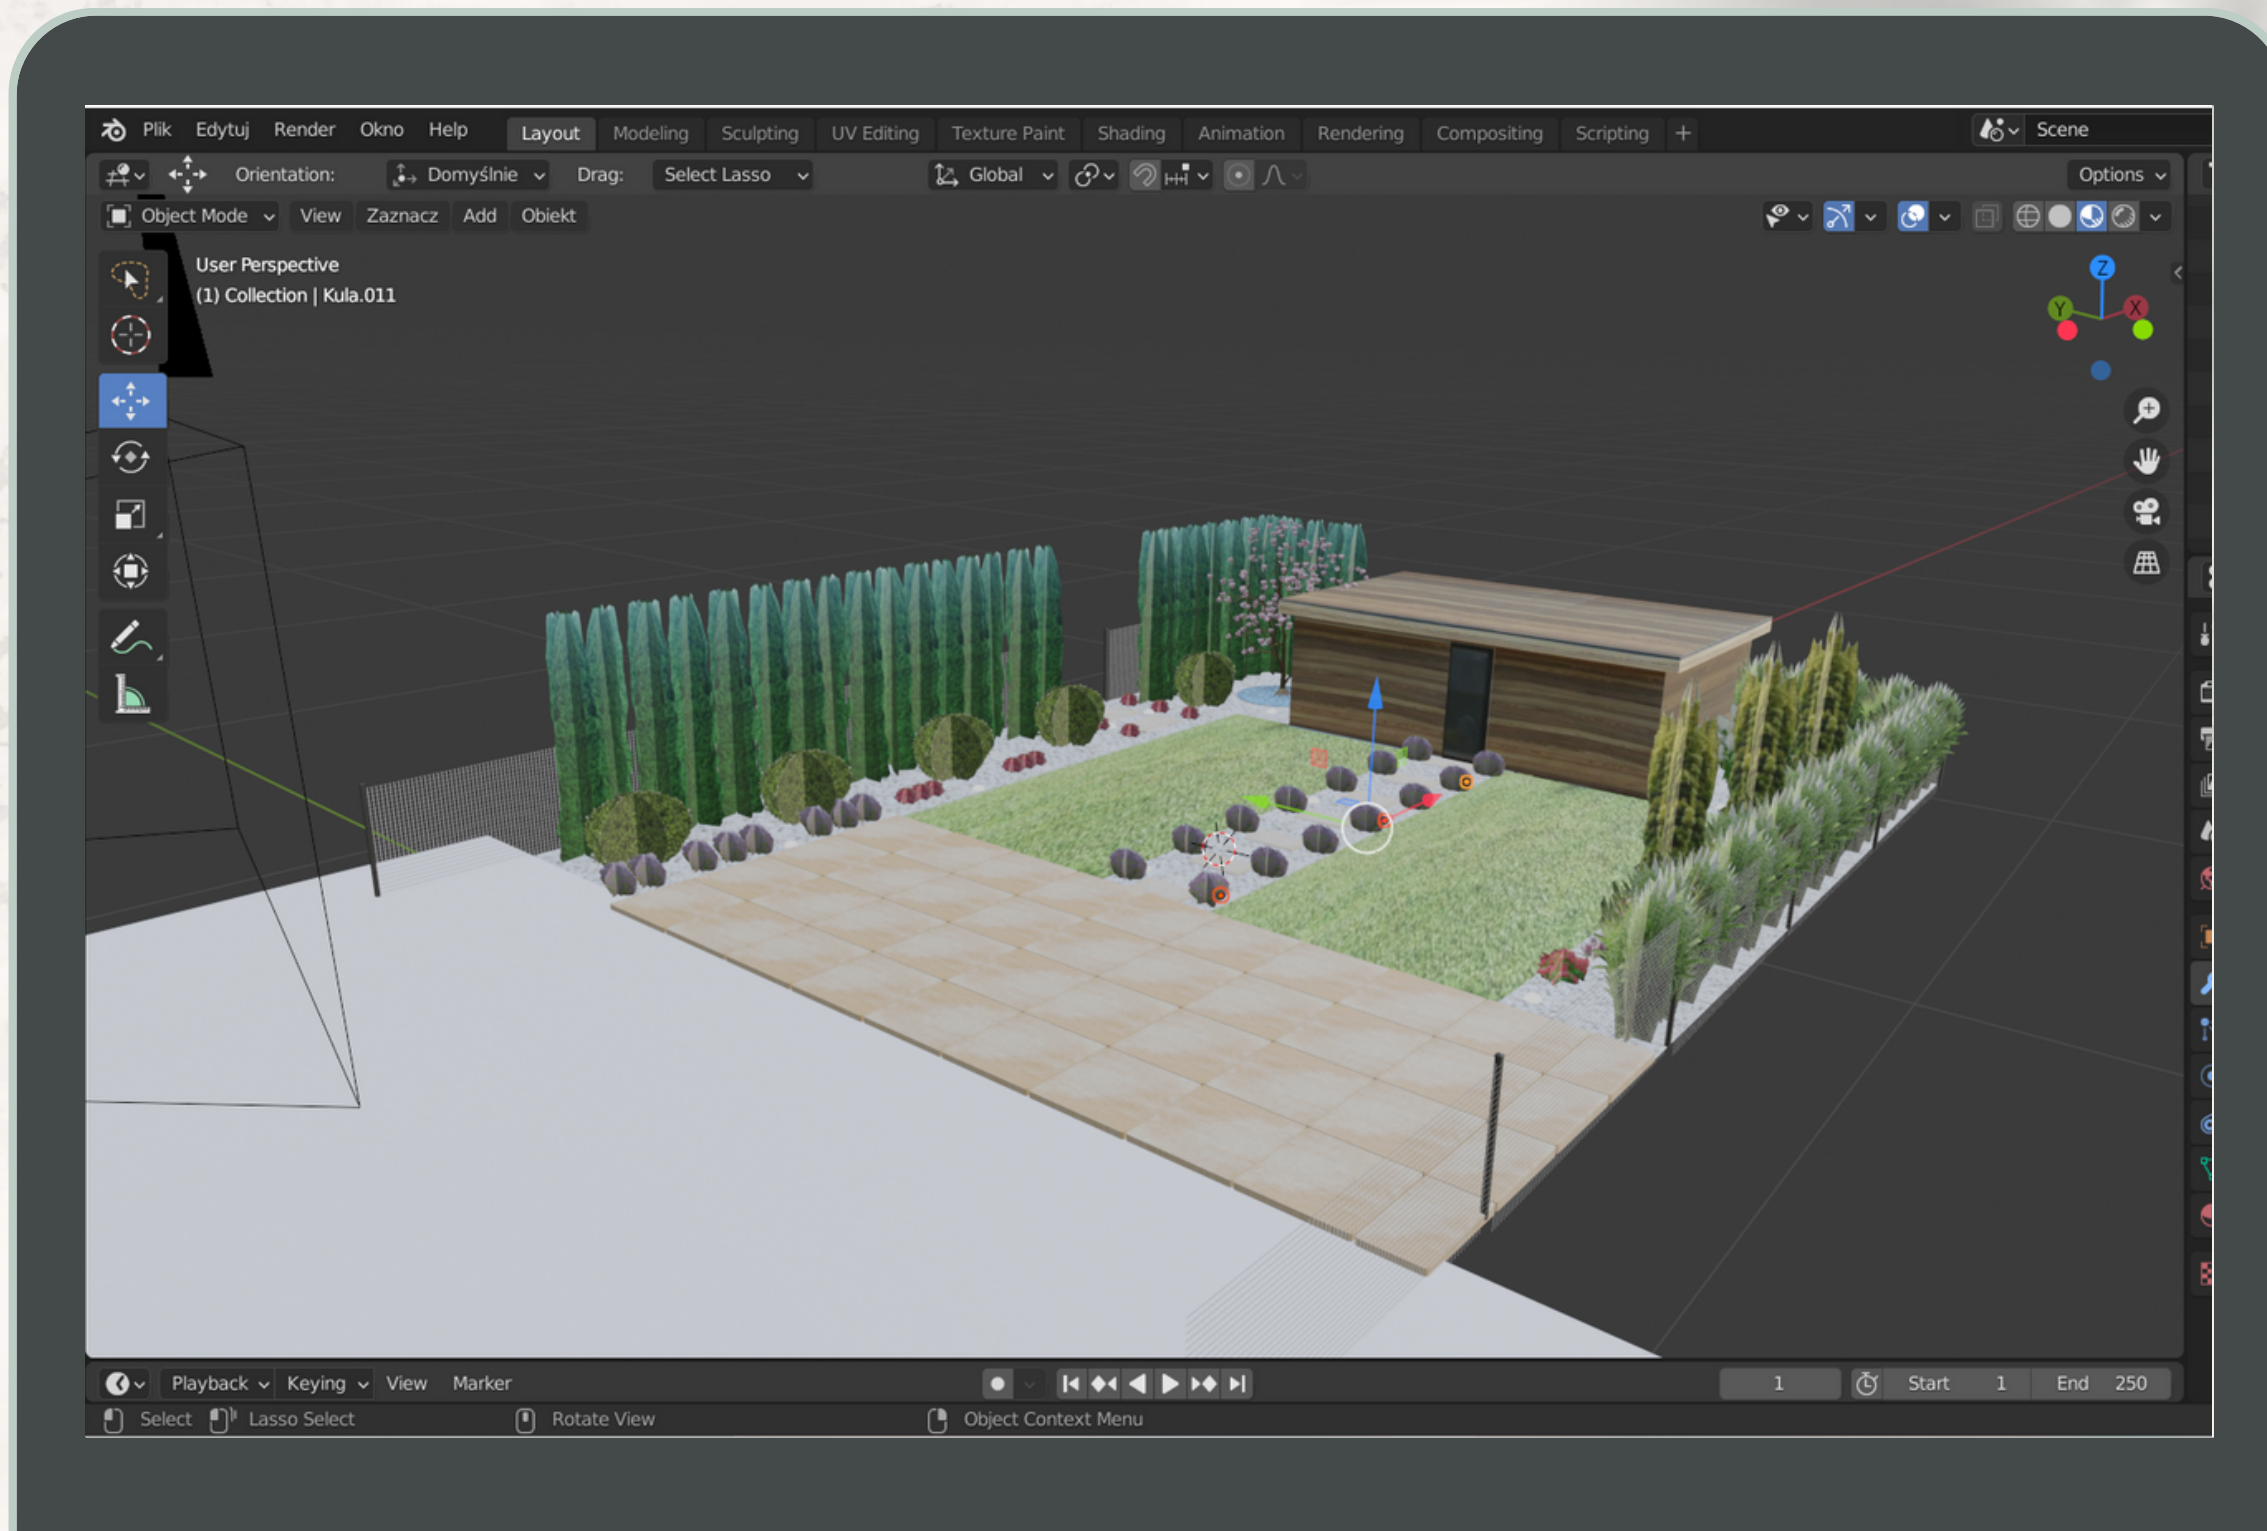 Plik Edytuj Render Okno Help Layout Modeling Sculpting UV Editing Texture Paint Shading Animation Rendering Compositing Scripting + Scene
Orientation: Domyślnie Drag: Select Lasso Global Options
Object Mode View Zaznacz Add Obiekt
User Perspective
(1) Collection | Kula.011
Z
Y X
Playback Keying View Marker 1 Start 1 End 250
Select Lasso Select Rotate View Object Context Menu